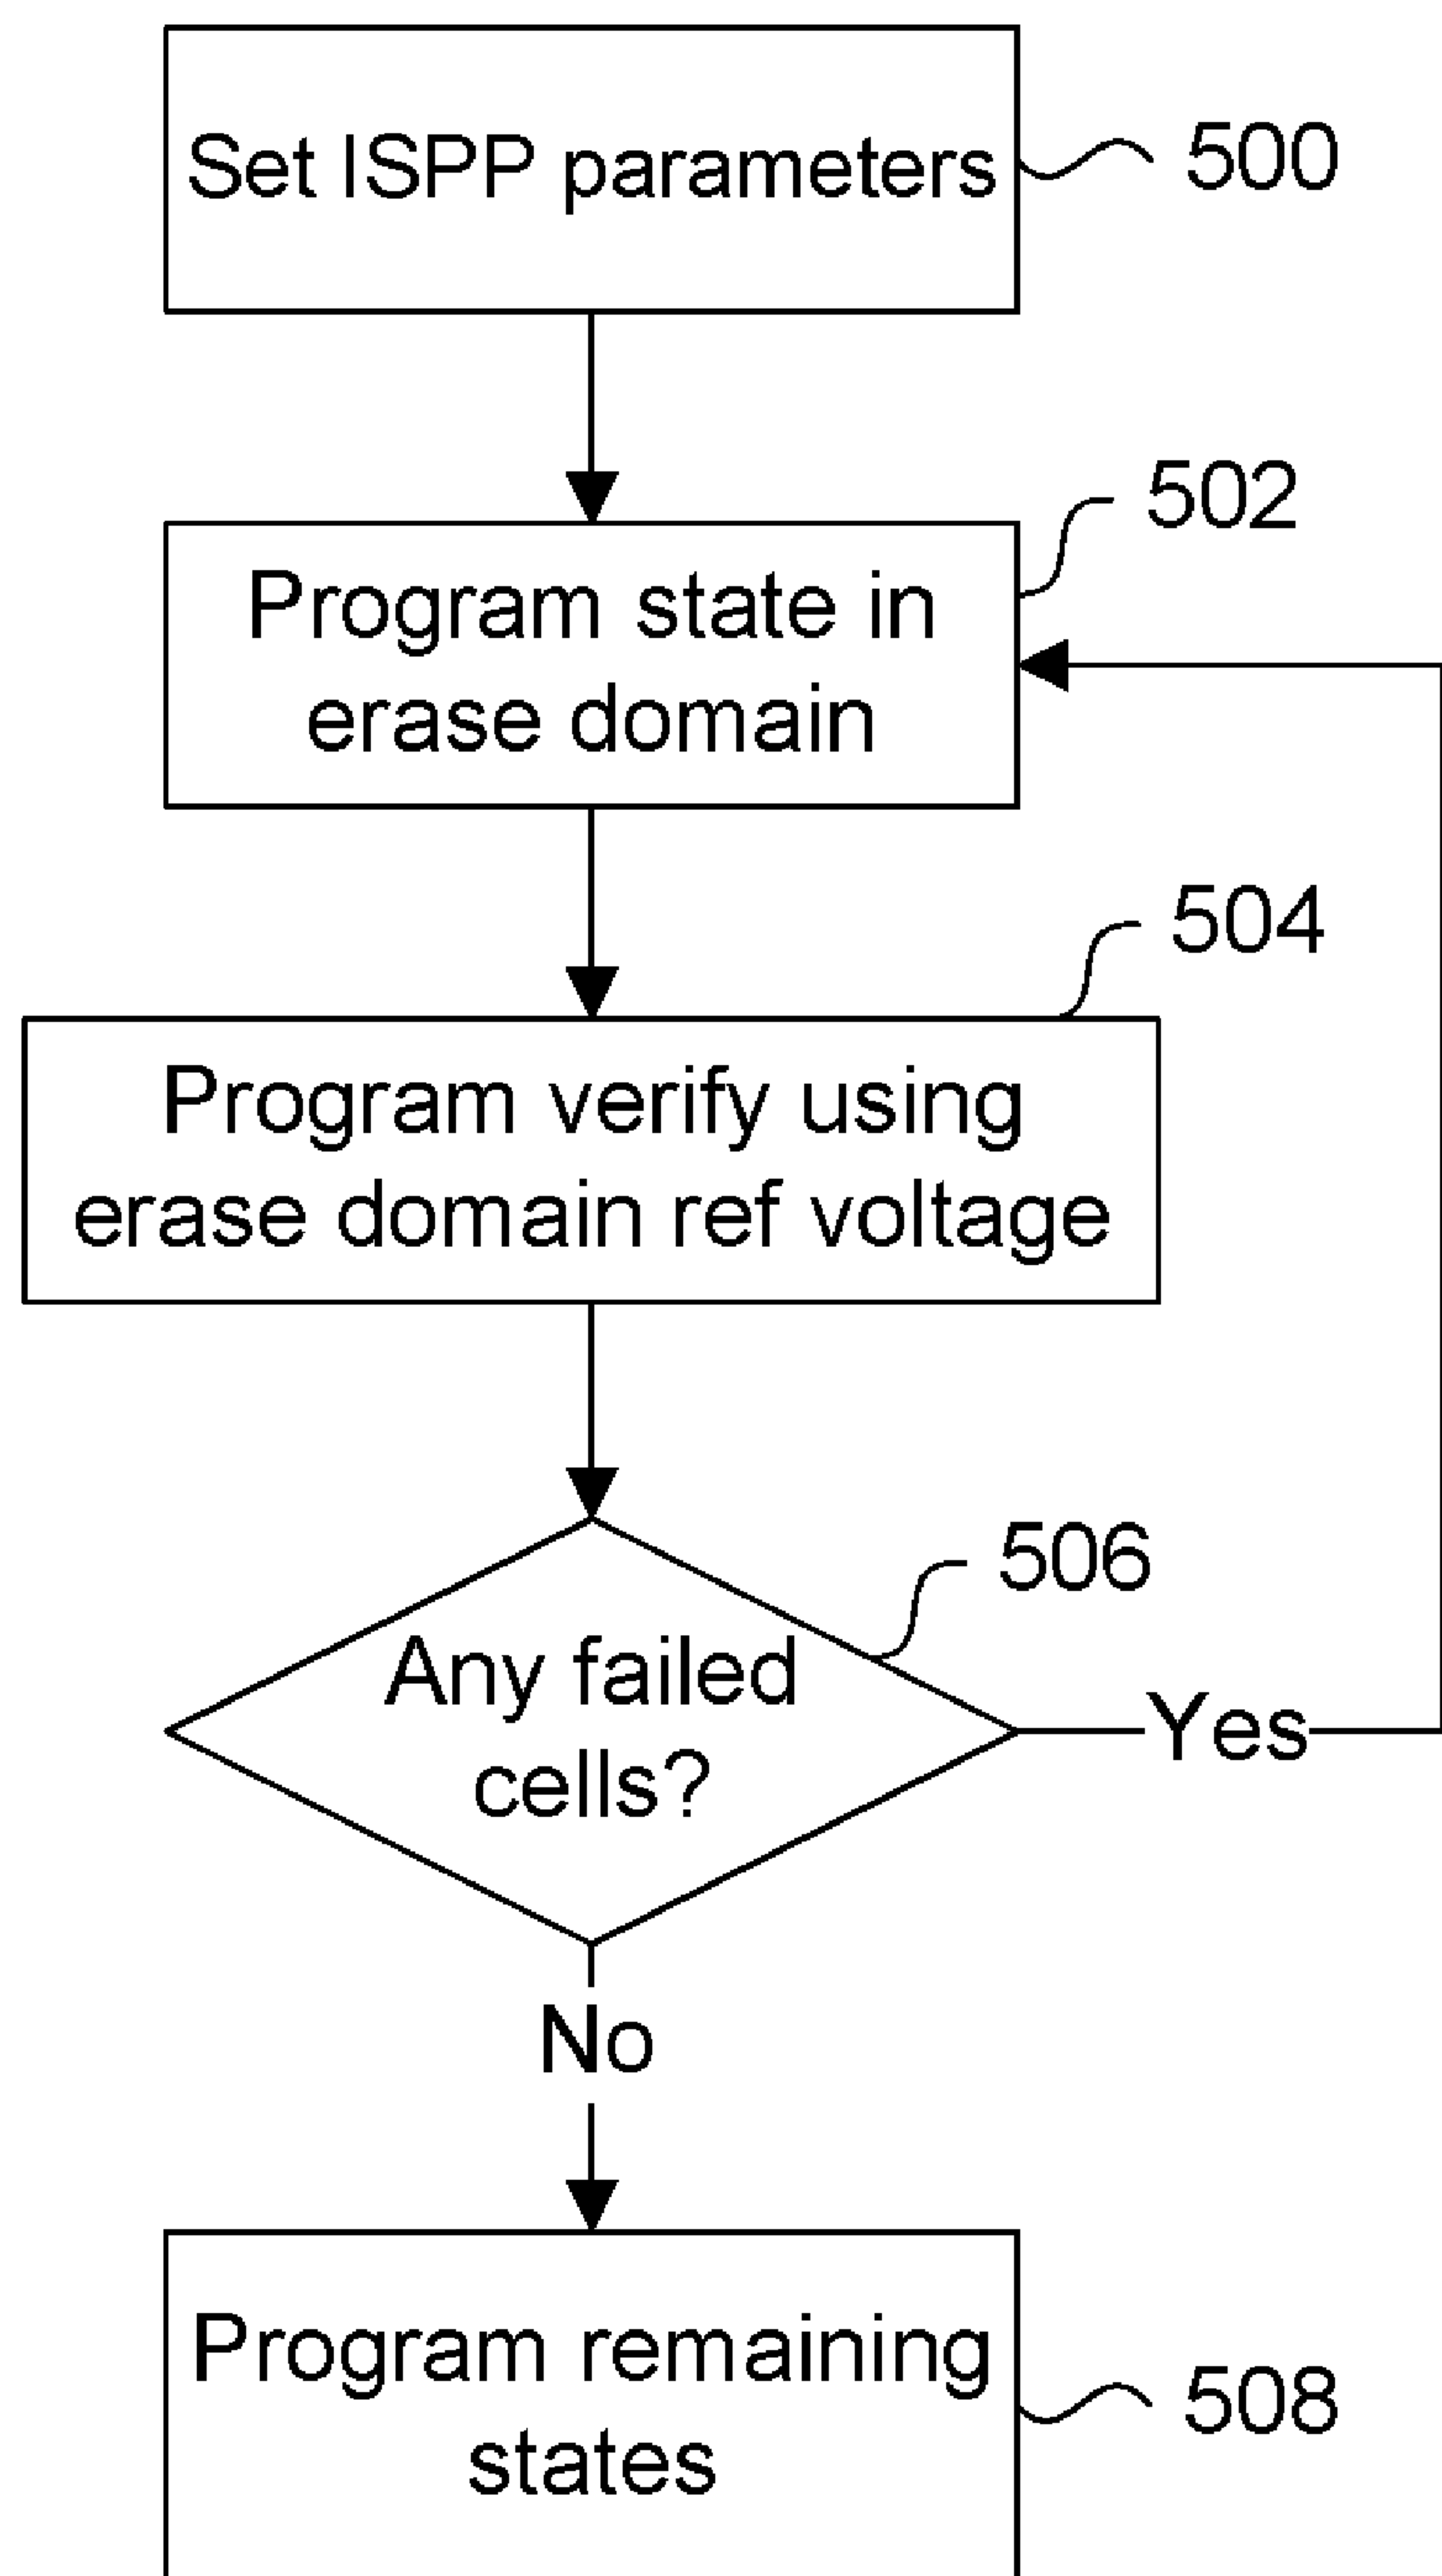 Set ISPP parameters
500
502
Program state in
erase domain
504
Program verify using
erase domain ref voltage
506
Any failed
cells?
Yes
No
Program remaining
states
508